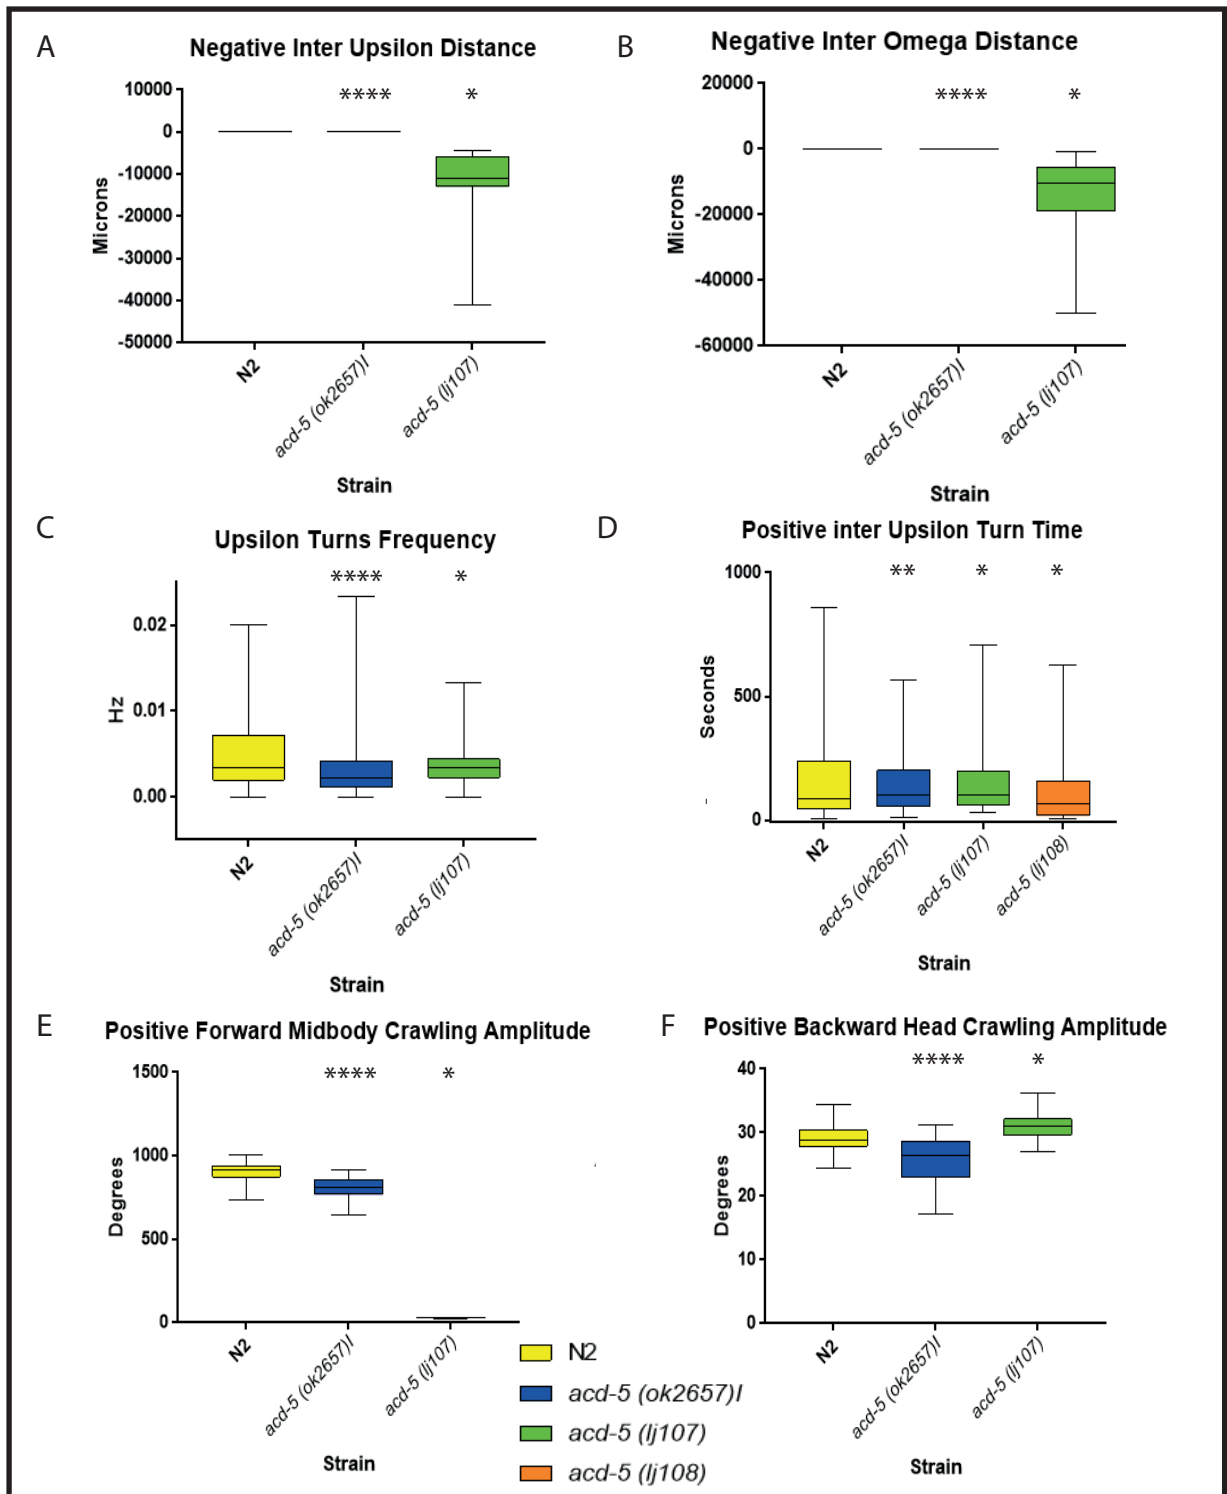 A
Negative Inter Upsilon Distance
**** *
10000
0
-10000
-20000
-30000
-40000
-50000
Microns
N2
acd-5 (ok2657)I
acd-5 (lj107)
Strain
B
Negative Inter Omega Distance
**** *
20000
0
-20000
-40000
-60000
Microns
N2
acd-5 (ok2657)I
acd-5 (lj107)
Strain
C
Upsilon Turns Frequency
**** *
0.02
0.01
0.00
Hz
N2
acd-5 (ok2657)I
acd-5 (lj107)
Strain
D
Positive inter Upsilon Turn Time
** * *
1000
500
0
Seconds
N2
acd-5 (ok2657)I
acd-5 (lj107)
acd-5 (lj108)
Strain
E
Positive Forward Midbody Crawling Amplitude
**** *
1500
1000
500
0
Degrees
N2
acd-5 (ok2657)I
acd-5 (lj107)
Strain
F
Positive Backward Head Crawling Amplitude
**** *
40
30
20
10
0
Degrees
N2
acd-5 (ok2657)I
acd-5 (lj107)
Strain
N2
acd-5 (ok2657)I
acd-5 (lj107)
acd-5 (lj108)